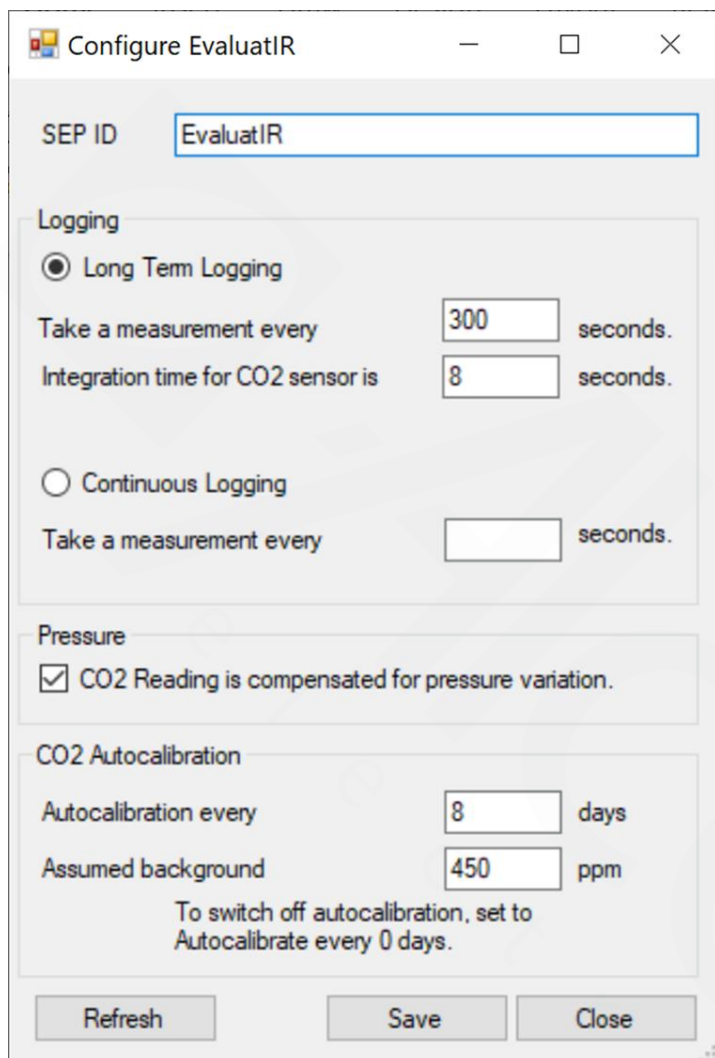 Configure EvaluatIR
SEP ID EvaluatIR
Logging
Long Term Logging
Take a measurement every 300 seconds.
Integration time for CO2 sensor is 8 seconds.
Continuous Logging
Take a measurement every seconds.
Pressure
CO2 Reading is compensated for pressure variation.
CO2 Autocalibration
Autocalibration every 8 days
Assumed background 450 ppm
To switch off autocalibration, set to
Autocalibrate every 0 days.
Refresh Save Close